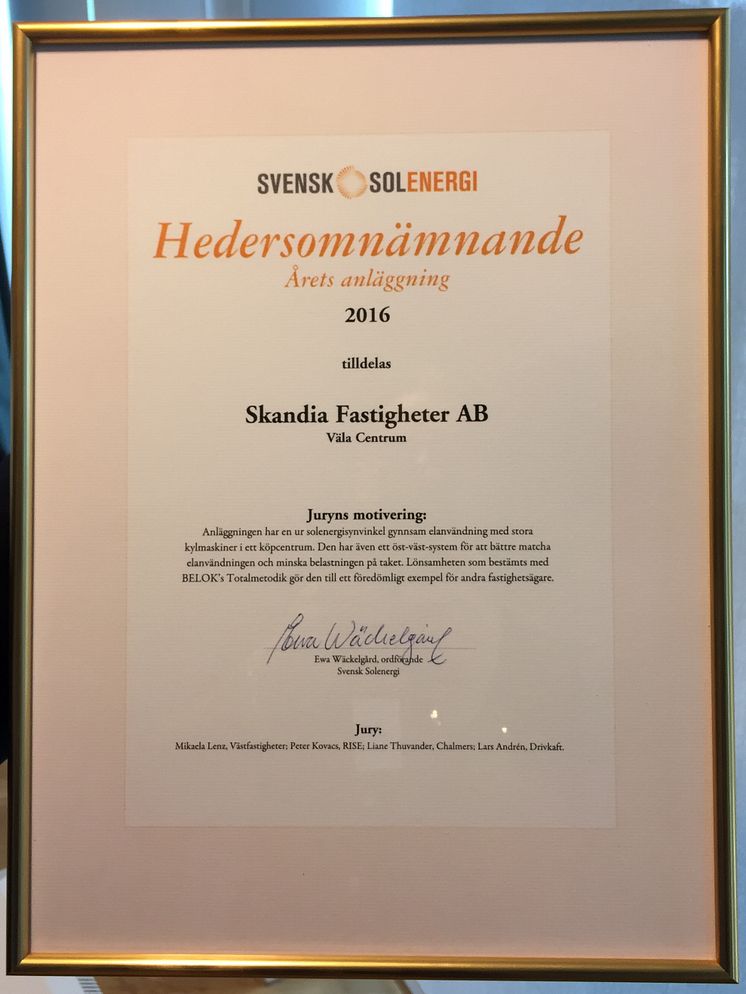 SVENSK SOLENERGI
Hedersomnämnande
Årets anläggning
2016
tilldelas
Skandia Fastigheter AB
Väla Centrum
Juryns motivering:
Anläggningen har en ur solenergisynvinkel gynnsam elanvändning med stora
kylmaskiner i ett köpcentrum. Den har även ett öst-väst-system för att bättre matcha
elanvändningen och minska belastningen på taket. Lönsamheten som bestämts med
BELOK's Totalmetodik gör den till ett föredömligt exempel för andra fastighetsägare.
Ewa Wäckelgård
Ewa Wäckelgård, ordförande
Svensk Solenergi
Jury:
Mikaela Lenz, Västfastigheter; Peter Kovacs, RISE; Liane Thuvander, Chalmers; Lars Andrén, Drivkaft.